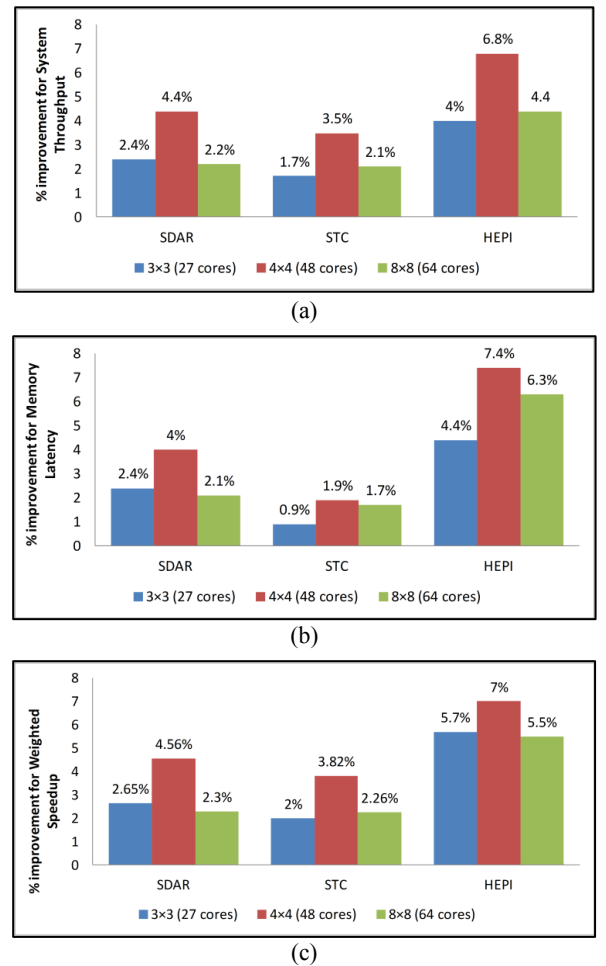 % improvement for System
Throughput
8
7
6
5
4
3
2
1
0
2.4%
4.4%
2.2%
1.7%
3.5%
2.1%
4%
6.8%
4.4
SDAR
STC
HEPI
3×3 (27 cores)
4×4 (48 cores)
8×8 (64 cores)
(a)
% improvement for Memory
Latency
8
7
6
5
4
3
2
1
0
2.4%
4%
2.1%
0.9%
1.9%
1.7%
4.4%
7.4%
6.3%
SDAR
STC
HEPI
3×3 (27 cores)
4×4 (48 cores)
8×8 (64 cores)
(b)
% improvement for Weighted
Speedup
8
7
6
5
4
3
2
1
0
2.65%
4.56%
2.3%
2%
3.82%
2.26%
5.7%
7%
5.5%
SDAR
STC
HEPI
3×3 (27 cores)
4×4 (48 cores)
8×8 (64 cores)
(c)